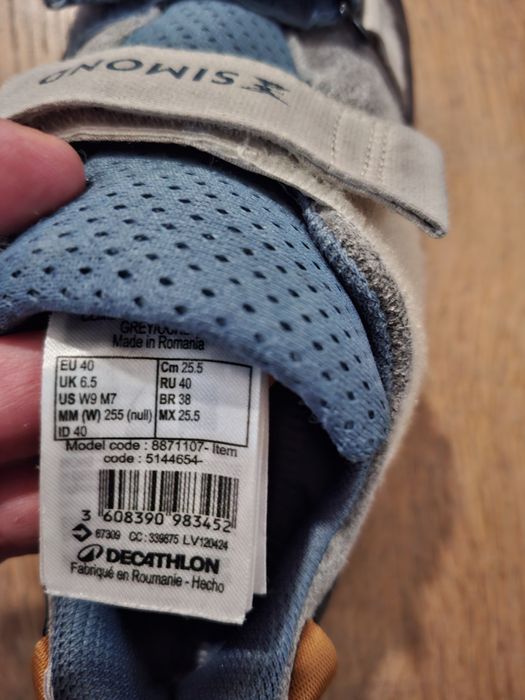 SIMOND
GREY/
Made in Romania
EU 40 Cm 25.5
UK 6.5 RU 40
US W9 M7 BR 38
MM (W) 255 (null) MX 25.5
ID 40
Model code : 8871107- Item
code : 5144654-
3 608390 983452
67309 CC: 339675 LV120424
DECATHLON
Fabriqué en Roumanie - Hecho